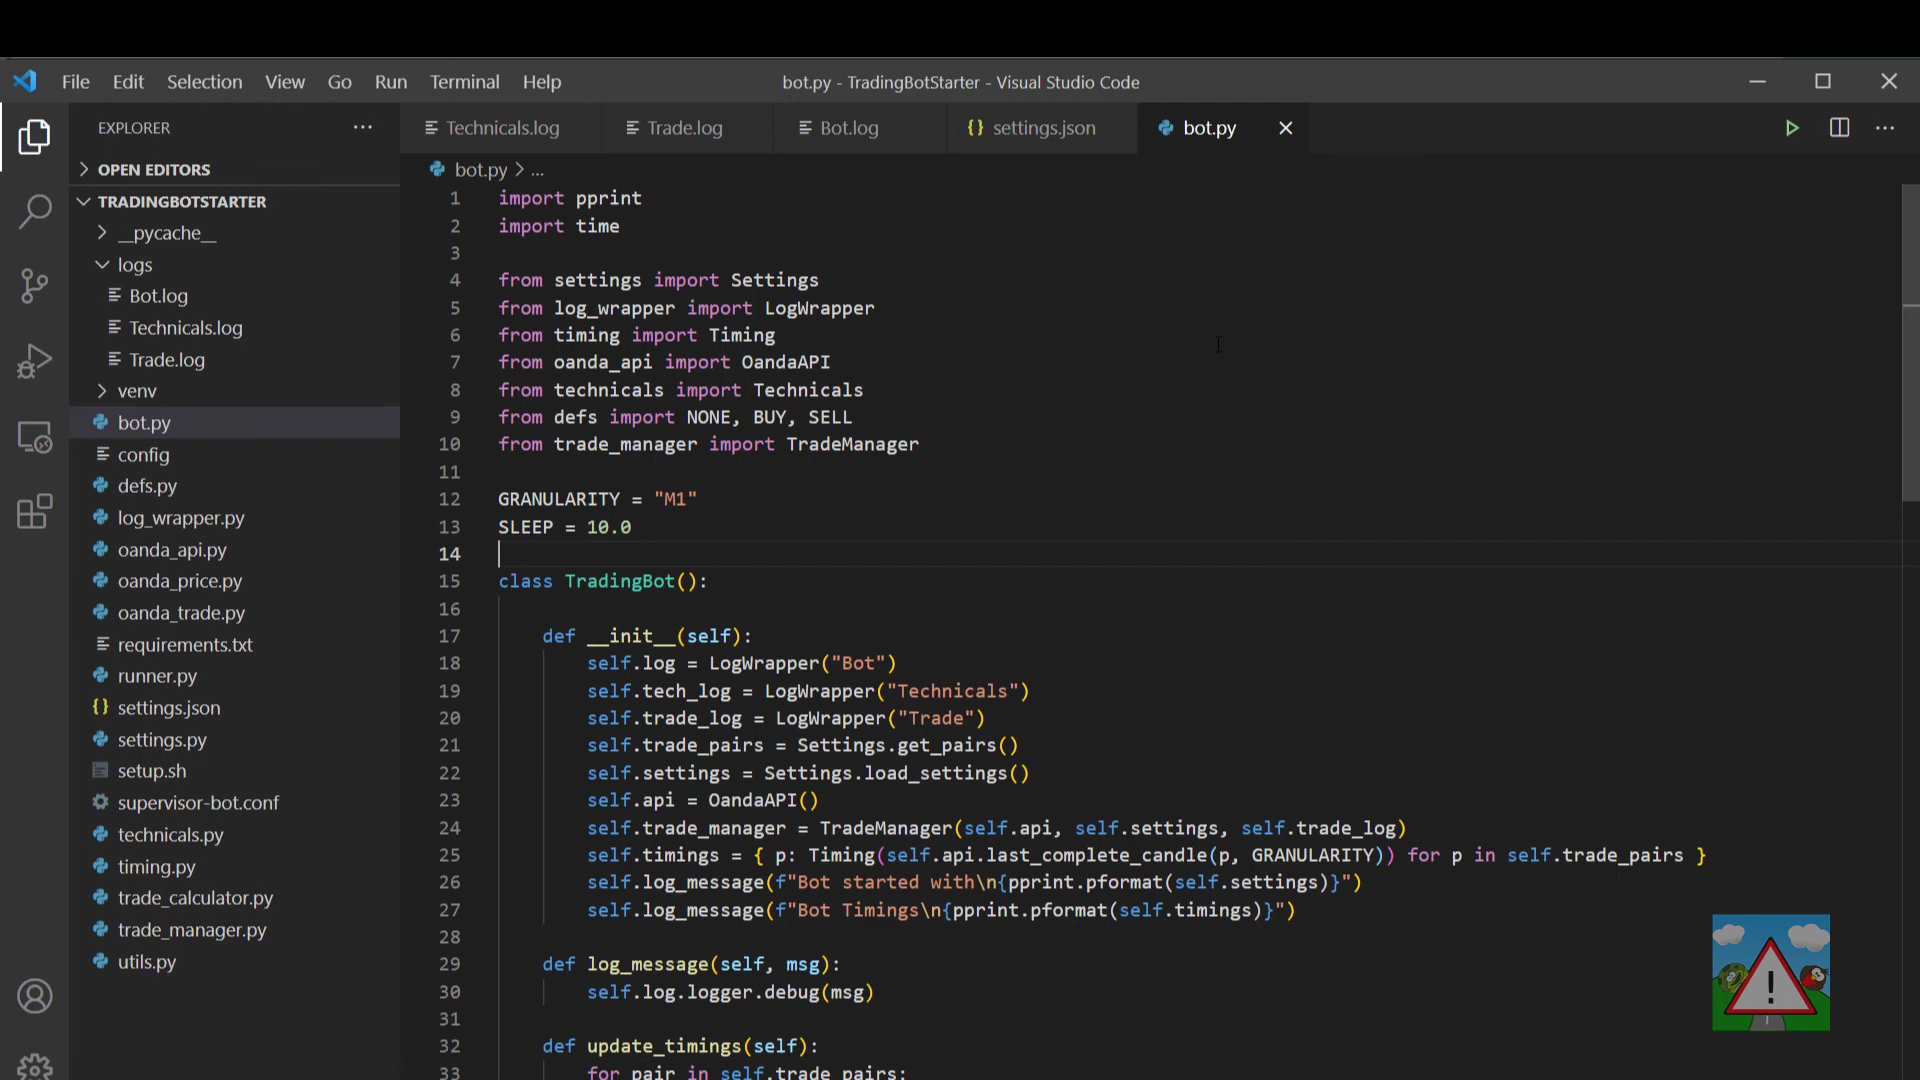 File Edit Selection View Go Run Terminal Help bot.py - TradingBotStarter - Visual Studio Code
EXPLORER
OPEN EDITORS
TRADINGBOTSTARTER
__pycache__
logs
Bot.log
Technicals.log
Trade.log
venv
bot.py
config
defs.py
log_wrapper.py
oanda_api.py
oanda_price.py
oanda_trade.py
requirements.txt
runner.py
settings.json
settings.py
setup.sh
supervisor-bot.conf
technicals.py
timing.py
trade_calculator.py
trade_manager.py
utils.py
Technicals.log Trade.log Bot.log {} settings.json bot.py
bot.py > ...
1 import pprint
2 import time
3
4 from settings import Settings
5 from log_wrapper import LogWrapper
6 from timing import Timing
7 from oanda_api import OandaAPI
8 from technicals import Technicals
9 from defs import NONE, BUY, SELL
10 from trade_manager import TradeManager
11
12 GRANULARITY = "M1"
13 SLEEP = 10.0
14
15 class TradingBot():
16
17 def __init__(self):
18 self.log = LogWrapper("Bot")
19 self.tech_log = LogWrapper("Technicals")
20 self.trade_log = LogWrapper("Trade")
21 self.trade_pairs = Settings.get_pairs()
22 self.settings = Settings.load_settings()
23 self.api = OandaAPI()
24 self.trade_manager = TradeManager(self.api, self.settings, self.trade_log)
25 self.timings = { p: Timing(self.api.last_complete_candle(p, GRANULARITY)) for p in self.trade_pairs }
26 self.log_message(f"Bot started with\n{pprint.pformat(self.settings)}")
27 self.log_message(f"Bot Timings\n{pprint.pformat(self.timings)}")
28
29 def log_message(self, msg):
30 self.log.logger.debug(msg)
31
32 def update_timings(self):
33 for pair in self.trade_pairs: